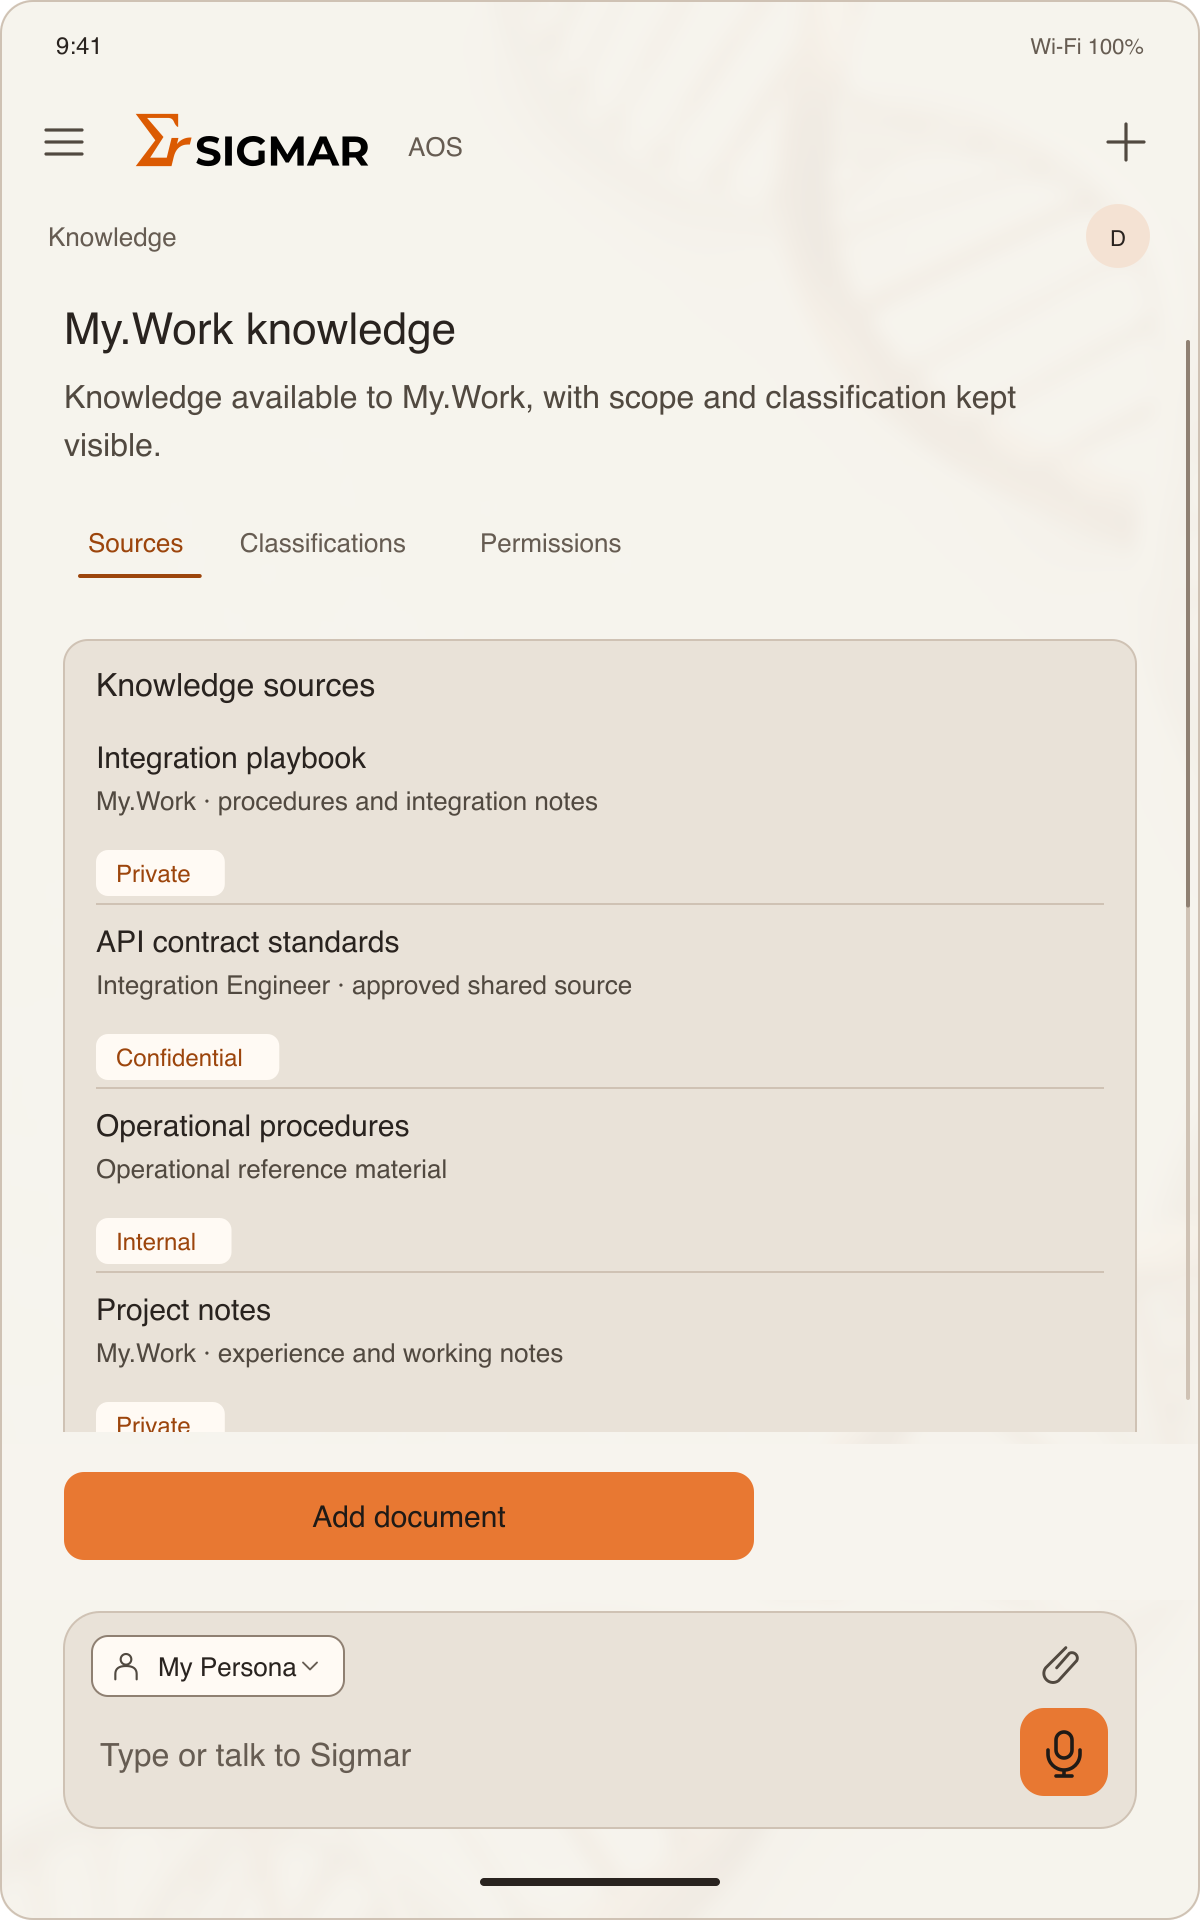 9:41
Wi-Fi 100%
Σr SIGMAR AOS
Knowledge
D
My.Work knowledge
Knowledge available to My.Work, with scope and classification kept
visible.
Sources Classifications Permissions
Knowledge sources
Integration playbook
My.Work · procedures and integration notes
Private
API contract standards
Integration Engineer · approved shared source
Confidential
Operational procedures
Operational reference material
Internal
Project notes
My.Work · experience and working notes
Private
Add document
My Persona
Type or talk to Sigmar